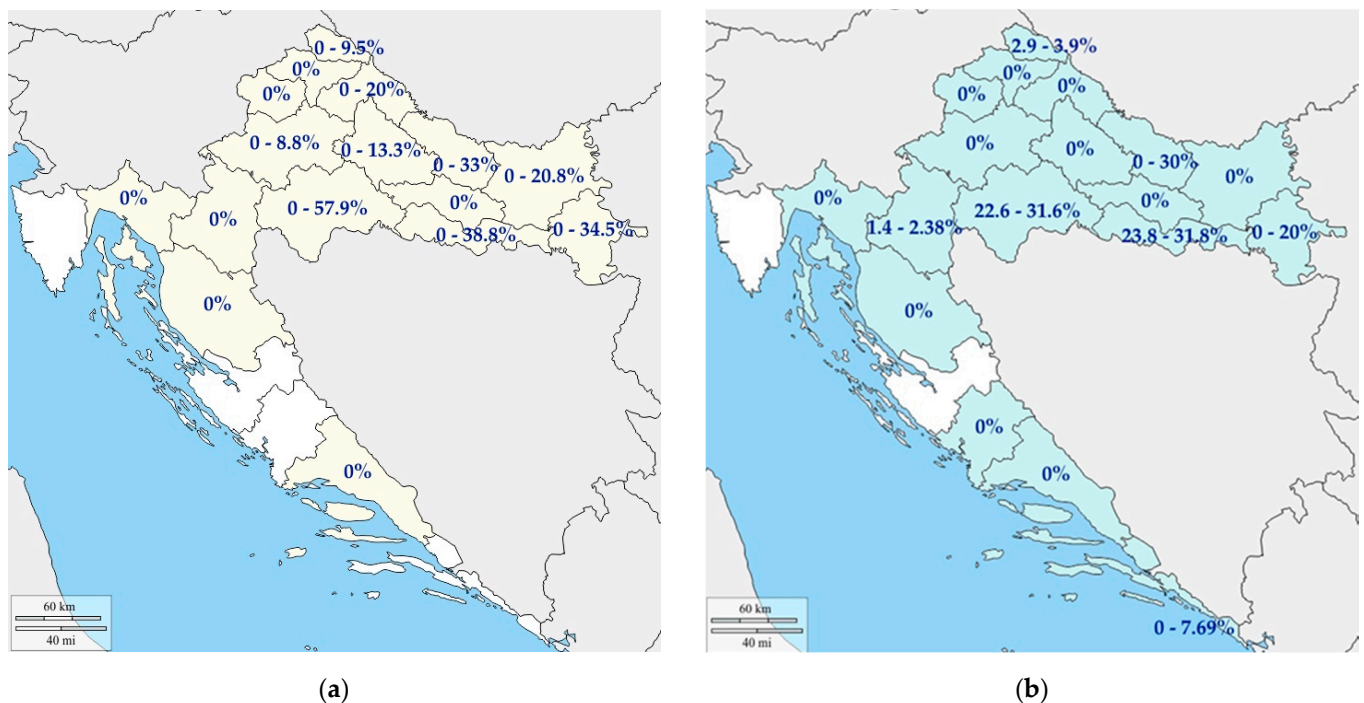 0 - 9.5%
0%
0 - 20%
0%
0 - 8.8%
0 - 13.3%
0 - 33%
0 - 20.8%
0%
0%
0 - 57.9%
0%
0 - 38.8%
0 - 34.5%
0%
0%
60 km
40 mi
(a)
2.9 - 3.9%
0%
0%
0%
0%
0%
0 - 30%
0%
0%
0%
1.4 - 2.38%
22.6 - 31.6%
23.8 - 31.8%
0 - 20%
0%
0%
0%
60 km
40 mi
0 - 7.69%
(b)